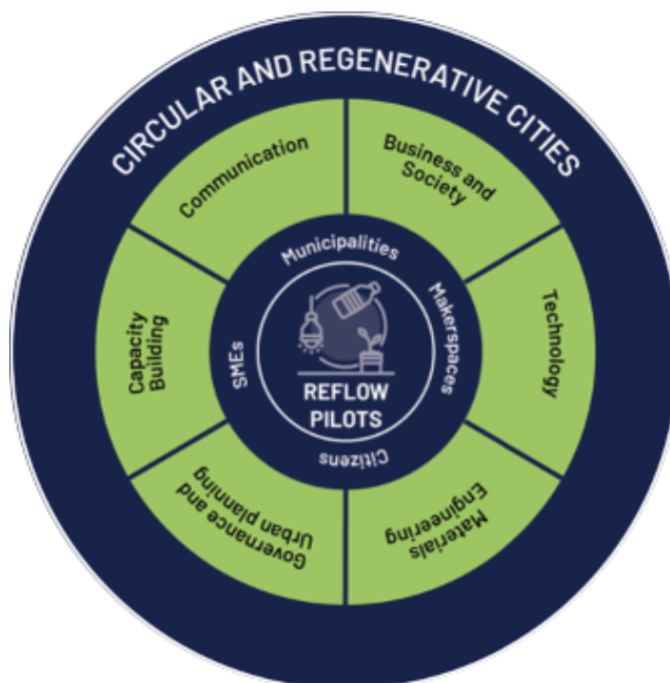 CIRCULAR AND REGENERATIVE CITIES
Communication
Business and
Society
Technology
Materials
Engineering
Governance and
Urban planning
Capacity
Building
Municipalities
Makerspaces
Citizens
SMEs
REFLOW
PILOTS